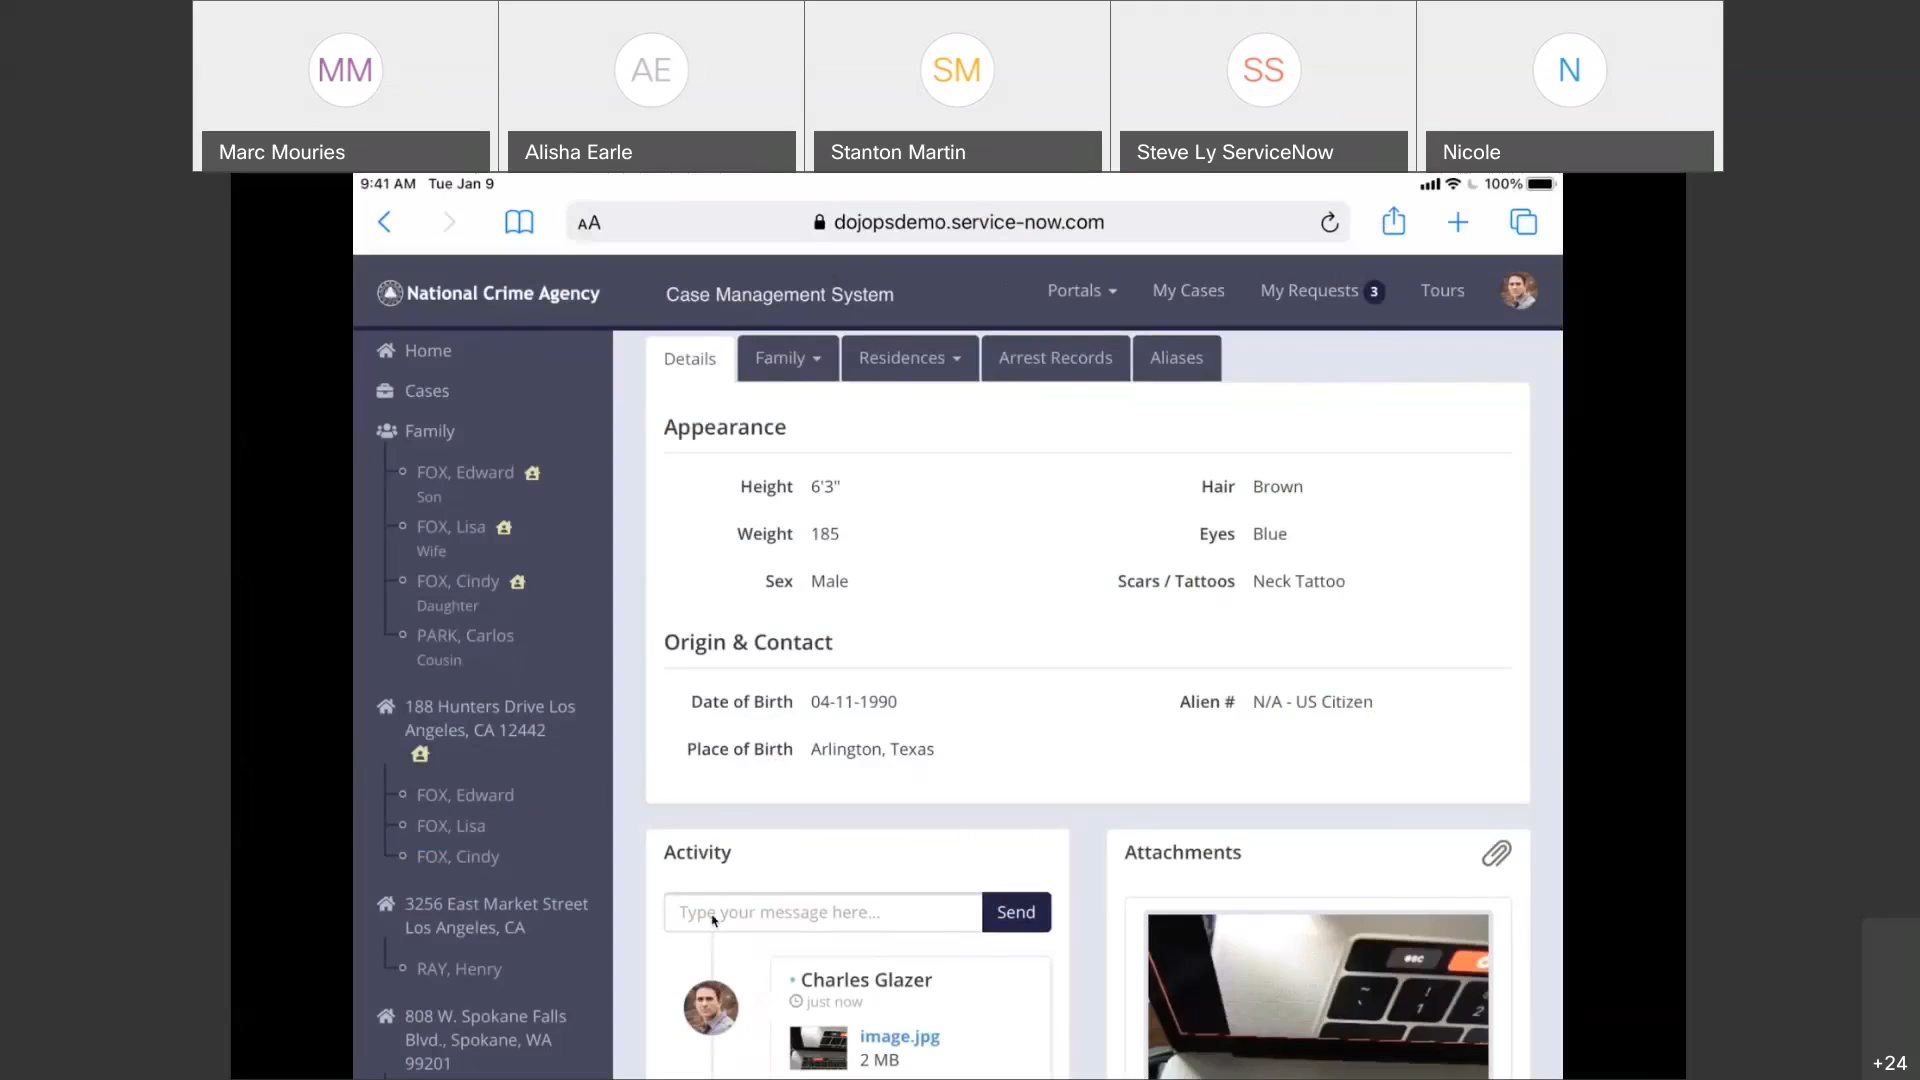 MM
AE
SM
SS
N
Marc Mouries
Alisha Earle
Stanton Martin
Steve Ly ServiceNow
Nicole
9:41 AM Tue Jan 9
100%
AA
dojopsdemo.service-now.com
National Crime Agency
Case Management System
Portals
My Cases
My Requests 3
Tours
Home
Cases
Family
FOX, Edward
Son
FOX, Lisa
Wife
FOX, Cindy
Daughter
PARK, Carlos
Cousin
188 Hunters Drive Los
Angeles, CA 12442
FOX, Edward
FOX, Lisa
FOX, Cindy
3256 East Market Street
Los Angeles, CA
RAY, Henry
808 W. Spokane Falls
Blvd., Spokane, WA
99201
Details
Family
Residences
Arrest Records
Aliases
Appearance
Height 6'3"
Hair Brown
Weight 185
Eyes Blue
Sex Male
Scars / Tattoos Neck Tattoo
Origin & Contact
Date of Birth 04-11-1990
Alien # N/A - US Citizen
Place of Birth Arlington, Texas
Activity
Type your message here...
Send
Charles Glazer
just now
image.jpg
2 MB
Attachments
esc
~
1
2
+24